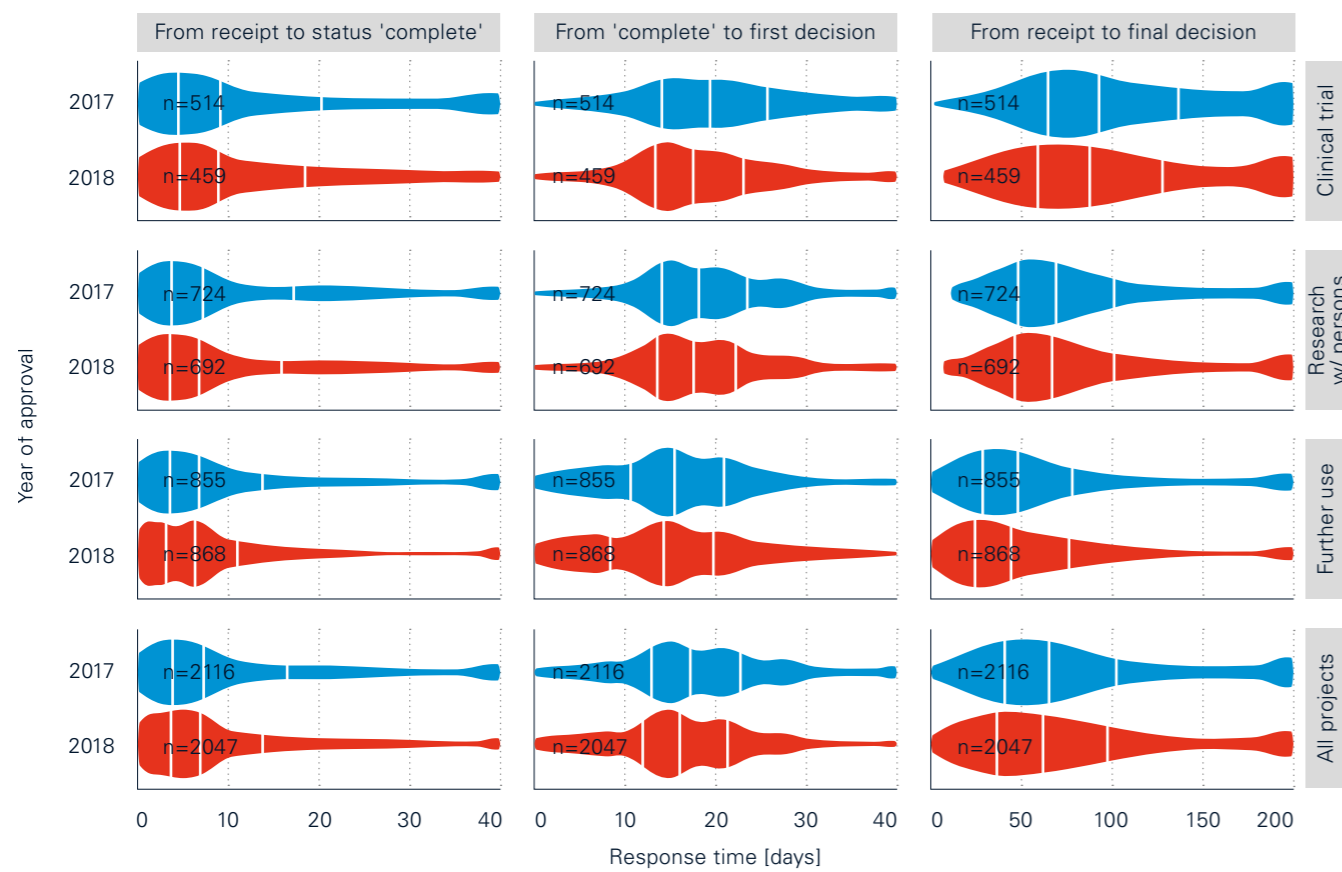 From receipt to status 'complete'
From 'complete' to first decision
From receipt to final decision
2017
n=514
n=514
n=514
2018
n=459
n=459
n=459
Clinical trial
2017
n=724
n=724
n=724
2018
n=692
n=692
n=692
Research
w/ persons
2017
n=855
n=855
n=855
2018
n=868
n=868
n=868
Further use
2017
n=2116
n=2116
n=2116
2018
n=2047
n=2047
n=2047
All projects
Year of approval
0 10 20 30 40
0 10 20 30 40
0 50 100 150 200
Response time [days]